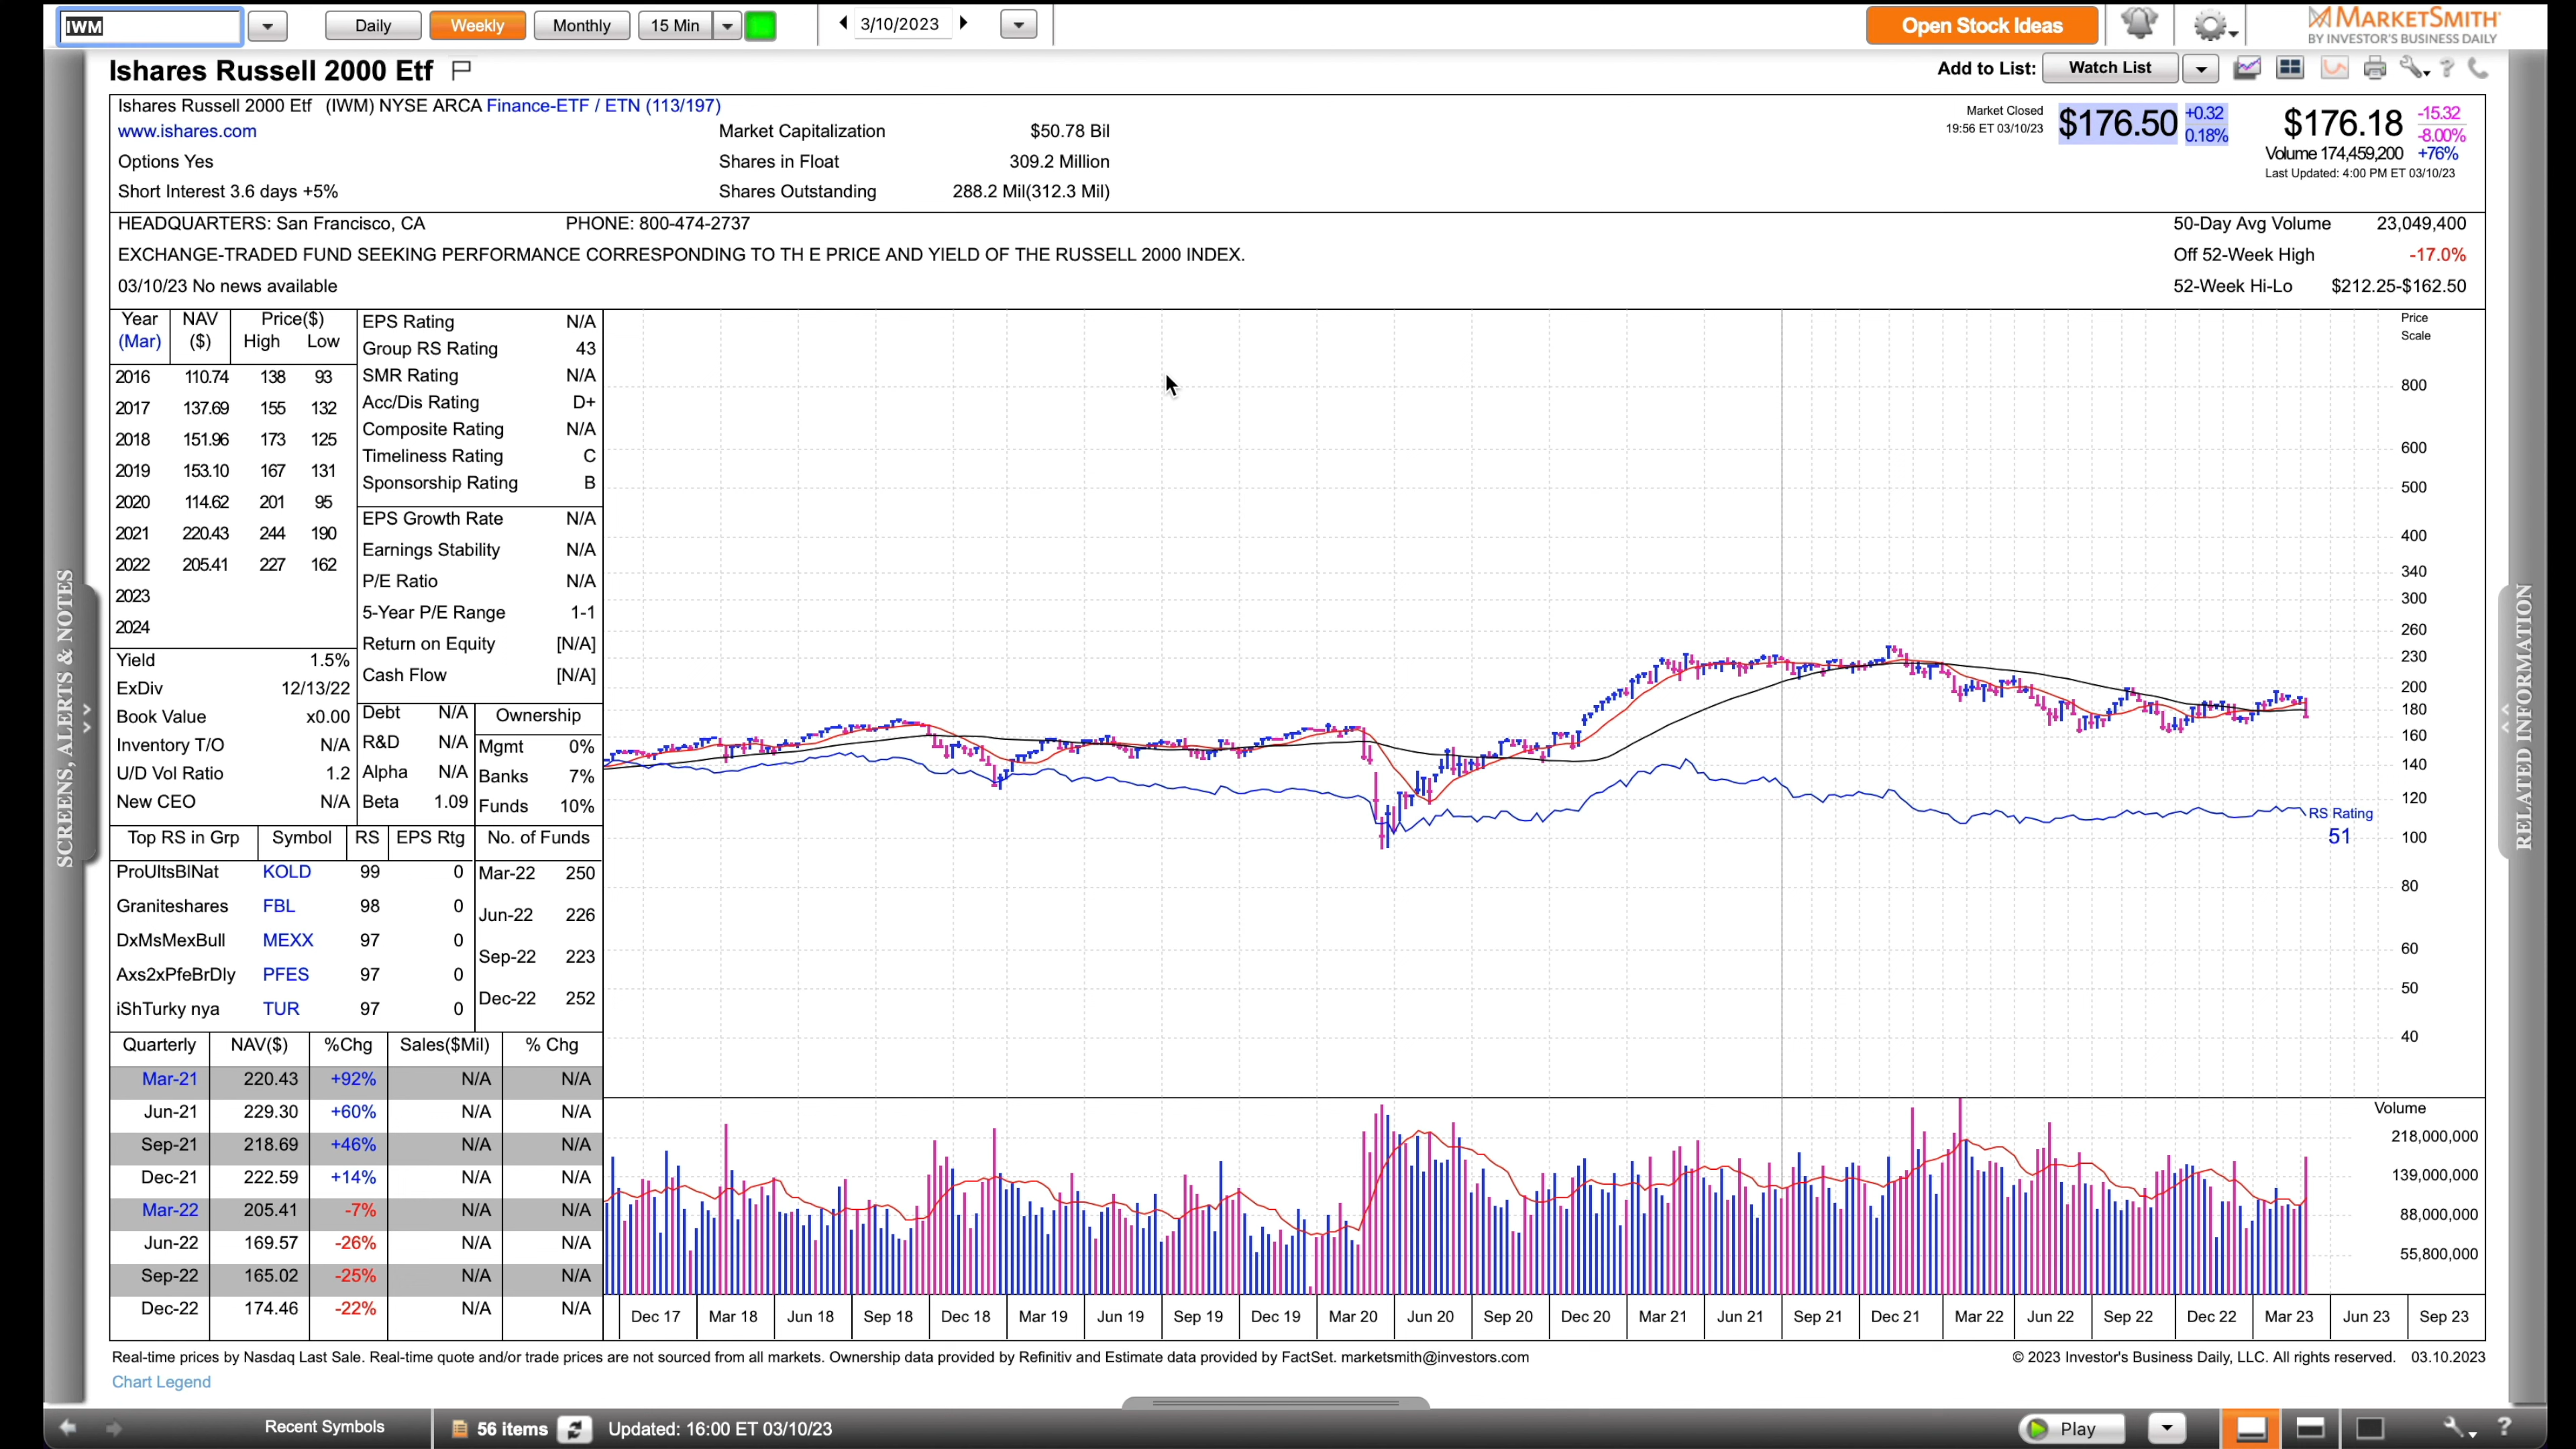 IWM
Daily Weekly Monthly 15 Min 3/10/2023 Open Stock Ideas MARKETSMITH
BY INVESTOR'S BUSINESS DAILY
Ishares Russell 2000 Etf Add to List: Watch List
Ishares Russell 2000 Etf (IWM) NYSE ARCA Finance-ETF / ETN (113/197)
www.ishares.com Market Capitalization $50.78 Bil
Options Yes Shares in Float 309.2 Million
Short Interest 3.6 days +5% Shares Outstanding 288.2 Mil(312.3 Mil)
Market Closed
19:56 ET 03/10/23
$176.50 +0.32
0.18%
$176.18 -15.32
-8.00%
Volume 174,459,200 +76%
Last Updated: 4:00 PM ET 03/10/23
HEADQUARTERS: San Francisco, CA PHONE: 800-474-2737
EXCHANGE-TRADED FUND SEEKING PERFORMANCE CORRESPONDING TO TH E PRICE AND YIELD OF THE RUSSELL 2000 INDEX.
03/10/23 No news available
50-Day Avg Volume 23,049,400
Off 52-Week High -17.0%
52-Week Hi-Lo $212.25-$162.50
Year NAV Price($)
(Mar) ($) High Low
2016 110.74 138 93
2017 137.69 155 132
2018 151.96 173 125
2019 153.10 167 131
2020 114.62 201 95
2021 220.43 244 190
2022 205.41 227 162
2023
2024
EPS Rating N/A
Group RS Rating 43
SMR Rating N/A
Acc/Dis Rating D+
Composite Rating N/A
Timeliness Rating C
Sponsorship Rating B
EPS Growth Rate N/A
Earnings Stability N/A
P/E Ratio N/A
5-Year P/E Range 1-1
Return on Equity [N/A]
Cash Flow [N/A]
Yield 1.5%
ExDiv 12/13/22
Book Value x0.00
Inventory T/O N/A
U/D Vol Ratio 1.2
New CEO N/A
Debt N/A
R&D N/A
Alpha N/A
Beta 1.09
Ownership
Mgmt 0%
Banks 7%
Funds 10%
Top RS in Grp Symbol RS EPS Rtg
ProUltsBlNat KOLD 99 0
Graniteshares FBL 98 0
DxMsMexBull MEXX 97 0
Axs2xPfeBrDly PFES 97 0
iShTurky nya TUR 97 0
No. of Funds
Mar-22 250
Jun-22 226
Sep-22 223
Dec-22 252
Quarterly NAV($) %Chg Sales($Mil) % Chg
Mar-21 220.43 +92% N/A N/A
Jun-21 229.30 +60% N/A N/A
Sep-21 218.69 +46% N/A N/A
Dec-21 222.59 +14% N/A N/A
Mar-22 205.41 -7% N/A N/A
Jun-22 169.57 -26% N/A N/A
Sep-22 165.02 -25% N/A N/A
Dec-22 174.46 -22% N/A N/A
Price
Scale
800
600
500
400
340
300
260
230
200
180
160
140
120
100
80
60
50
40
RS Rating
51
Volume
218,000,000
139,000,000
88,000,000
55,800,000
Dec 17 Mar 18 Jun 18 Sep 18 Dec 18 Mar 19 Jun 19 Sep 19 Dec 19 Mar 20 Jun 20 Sep 20 Dec 20 Mar 21 Jun 21 Sep 21 Dec 21 Mar 22 Jun 22 Sep 22 Dec 22 Mar 23 Jun 23 Sep 23
Real-time prices by Nasdaq Last Sale. Real-time quote and/or trade prices are not sourced from all markets. Ownership data provided by Refinitiv and Estimate data provided by FactSet. marketsmith@investors.com
© 2023 Investor's Business Daily, LLC. All rights reserved. 03.10.2023
Chart Legend
SCREENS, ALERTS & NOTES
RELATED INFORMATION
Recent Symbols 56 items Updated: 16:00 ET 03/10/23 Play ?